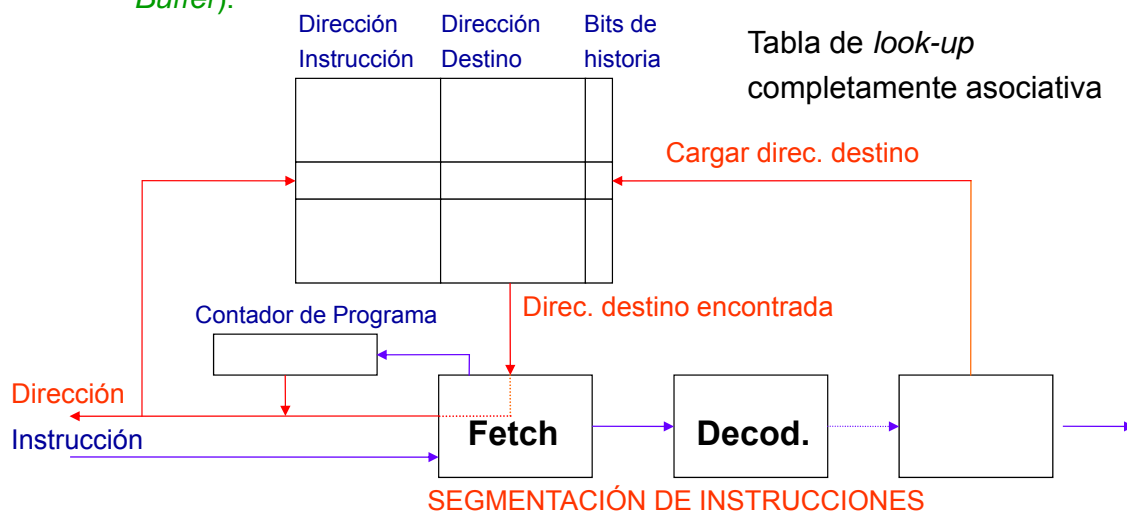 Buffer).
Dirección Instrucción
Dirección Destino
Bits de historia
Tabla de look-up
completamente asociativa
Cargar direc. destino
Direc. destino encontrada
Contador de Programa
Dirección
Instrucción
Fetch
Decod.
SEGMENTACIÓN DE INSTRUCCIONES